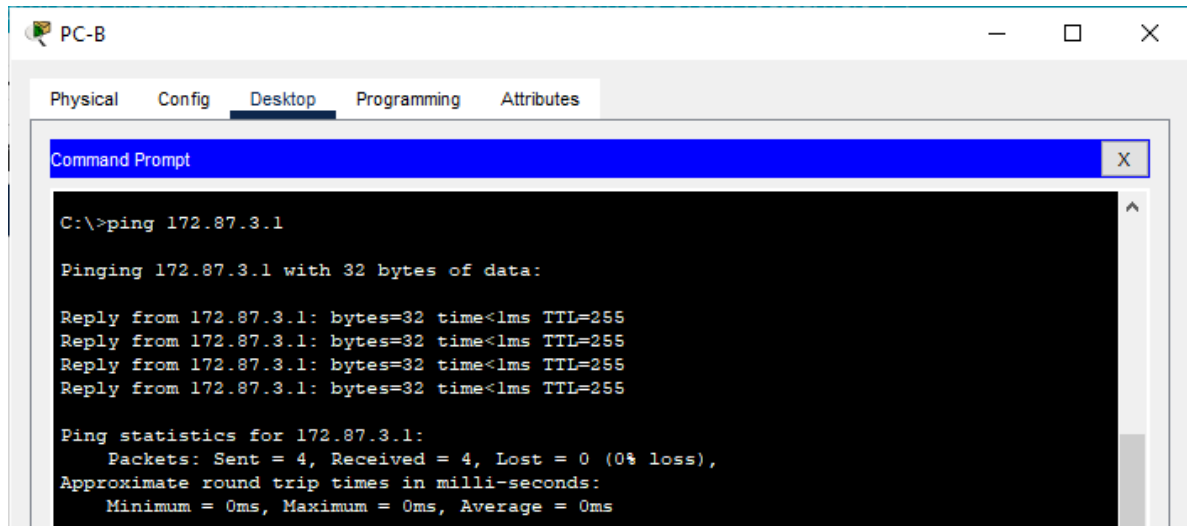 PC-B
Physical Config Desktop Programming Attributes
Command Prompt X
C:\>ping 172.87.3.1
Pinging 172.87.3.1 with 32 bytes of data:
Reply from 172.87.3.1: bytes=32 time<1ms TTL=255
Reply from 172.87.3.1: bytes=32 time<1ms TTL=255
Reply from 172.87.3.1: bytes=32 time<1ms TTL=255
Reply from 172.87.3.1: bytes=32 time<1ms TTL=255
Ping statistics for 172.87.3.1:
Packets: Sent = 4, Received = 4, Lost = 0 (0% loss),
Approximate round trip times in milli-seconds:
Minimum = 0ms, Maximum = 0ms, Average = 0ms